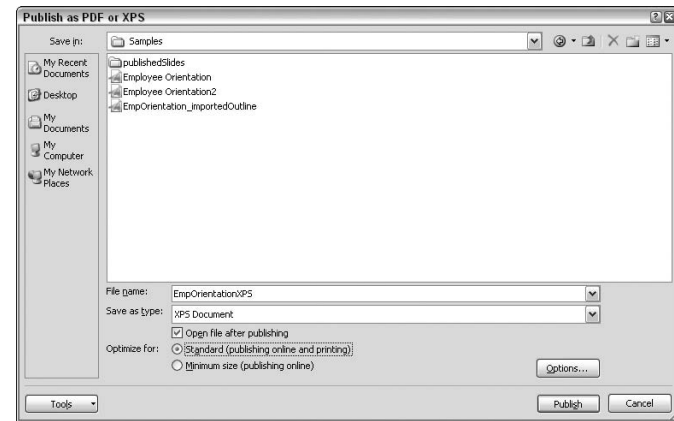 Publish as PDF or XPS
Save in:
Samples
My Recent
Documents
Desktop
My
Documents
My
Computer
My Network
Places
publishedSlides
Employee Orientation
Employee Orientation2
EmpOrientation_importedOutline
File name:
EmpOrientationXPS
Save as type:
XPS Document
Open file after publishing
Optimize for:
Standard (publishing online and printing)
Minimum size (publishing online)
Options...
Tools
Publish
Cancel